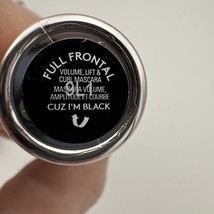 FULL FRONTAL
VOLUME, LIFT &
CURL MASCARA
MASCARA VOLUME,
AMPLITUDE ET COURBE
CUZ I'M BLACK